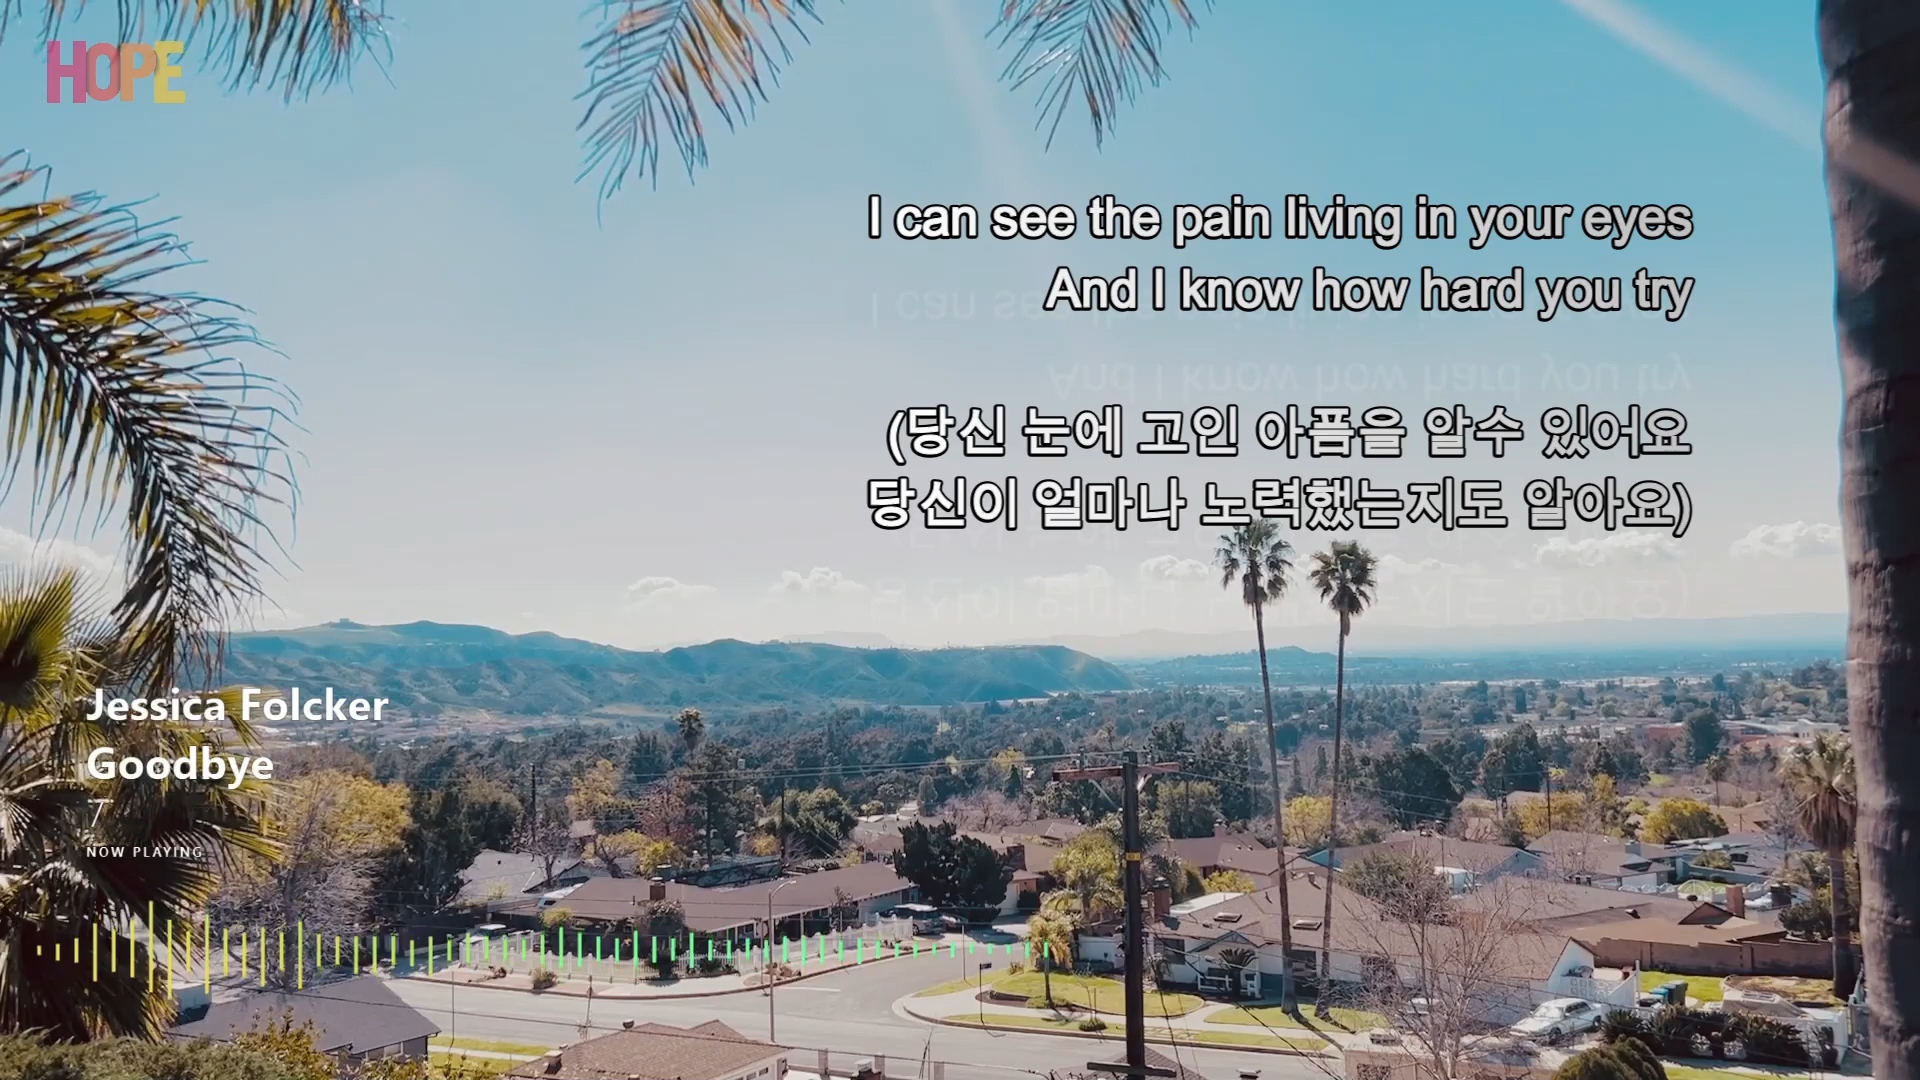 HOPE
I can see the pain living in your eyes
And I know how hard you try
(당신 눈에 고인 아픔을 알수 있어요
당신이 얼마나 노력했는지도 알아요)
Jessica Folcker
Goodbye
7
NOW PLAYING